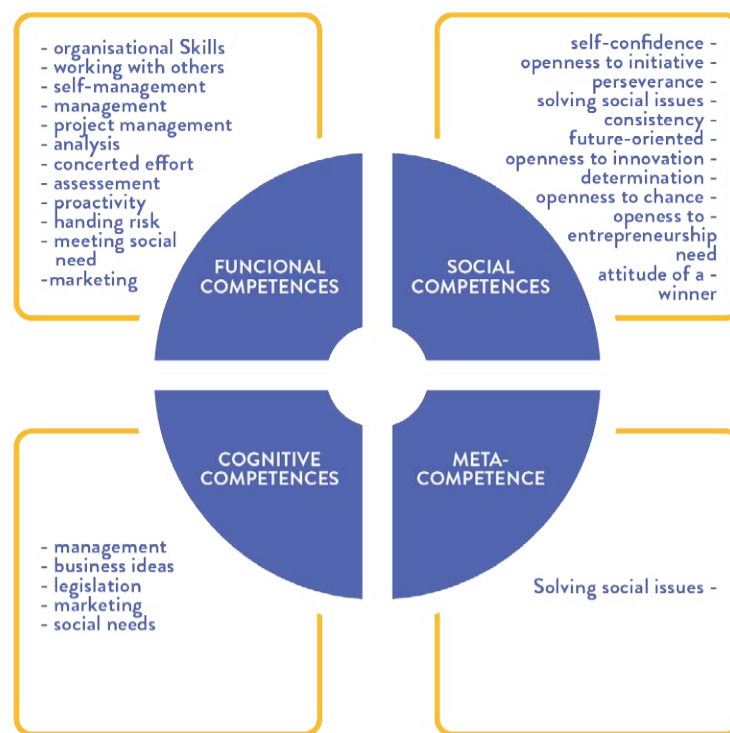 - organisational Skills
- working with others
- self-management
- management
- project management
- analysis
- concerted effort
- assessement
- proactivity
- handing risk
- meeting social
need
-marketing
self-confidence -
openness to initiative -
perseverance -
solving social issues -
consistency -
future-oriented -
openness to innovation -
determination -
openness to chance -
openess to -
entrepreneurship
need
attitude of a -
winner
FUNCIONAL
COMPETENCES
SOCIAL
COMPETENCES
COGNITIVE
COMPETENCES
META-
COMPETENCE
- management
- business ideas
- legislation
- marketing
- social needs
Solving social issues -